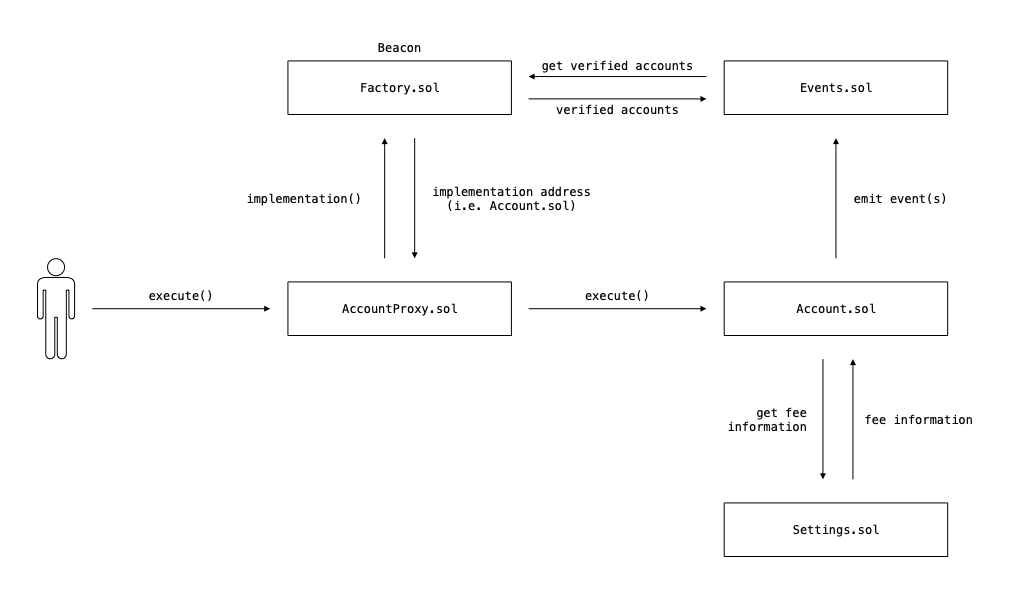 Beacon
Factory.sol
get verified accounts
verified accounts
Events.sol
implementation()
implementation address
(i.e. Account.sol)
emit event(s)
execute()
AccountProxy.sol
execute()
Account.sol
get fee
information
fee information
Settings.sol